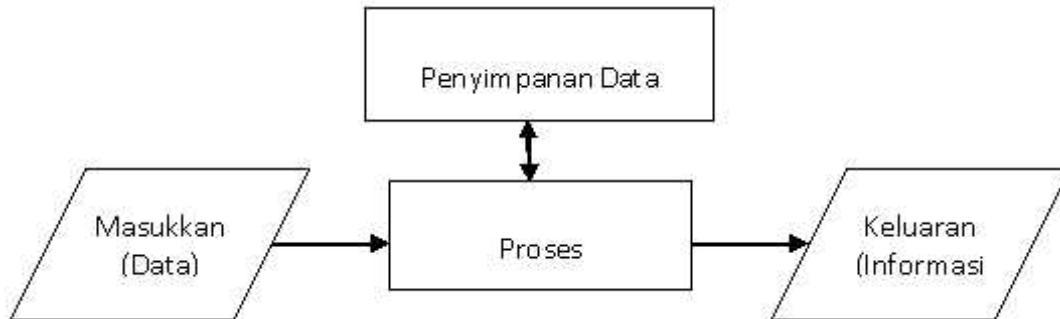 Penyimpanan Data
Masukkan
(Data)
Proses
Keluaran
(Informasi